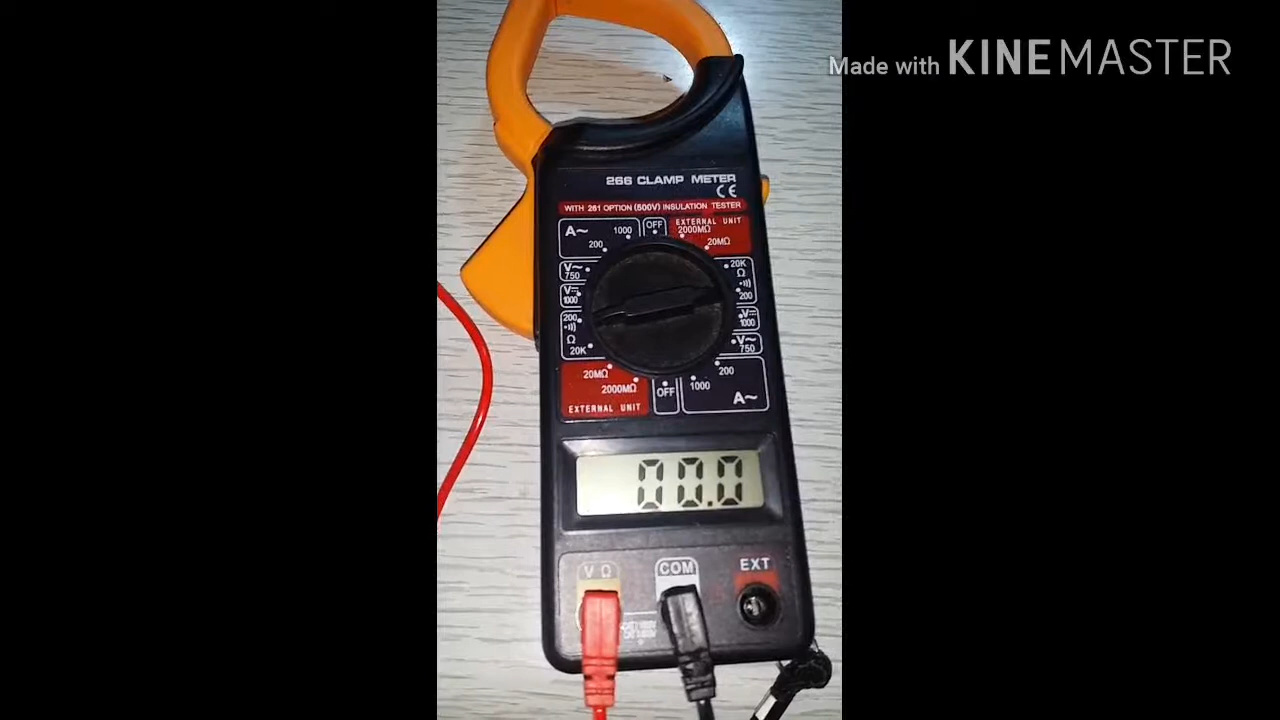 Made with KINEMASTER
266 CLAMP METER
CE
WITH 261 OPTION (500V) INSULATION TESTER
A~ 1000 OFF EXTERNAL UNIT
200 2000MΩ
20MΩ
V~ 750
V⎓ 1000
200 •))) Ω 20K
20K Ω •))) 200
V⎓ 1000
V~ 750
20MΩ
2000MΩ
EXTERNAL UNIT
OFF
200
1000
A~
00.0
V Ω COM EXT